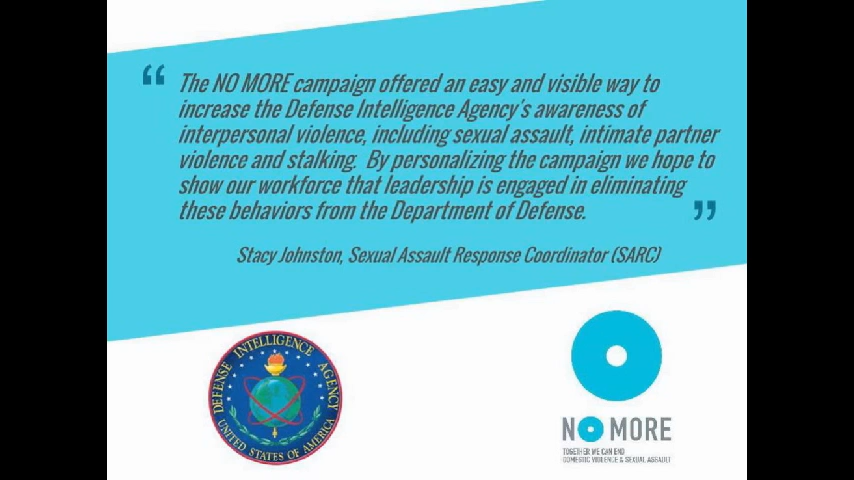 “ The NO MORE campaign offered an easy and visible way to
increase the Defense Intelligence Agency's awareness of
interpersonal violence, including sexual assault, intimate partner
violence and stalking. By personalizing the campaign we hope to
show our workforce that leadership is engaged in eliminating
these behaviors from the Department of Defense. ”
Stacy Johnston, Sexual Assault Response Coordinator (SARC)
DEFENSE INTELLIGENCE AGENCY
UNITED STATES OF AMERICA
NO MORE
TOGETHER WE CAN END
DOMESTIC VIOLENCE & SEXUAL ASSAULT